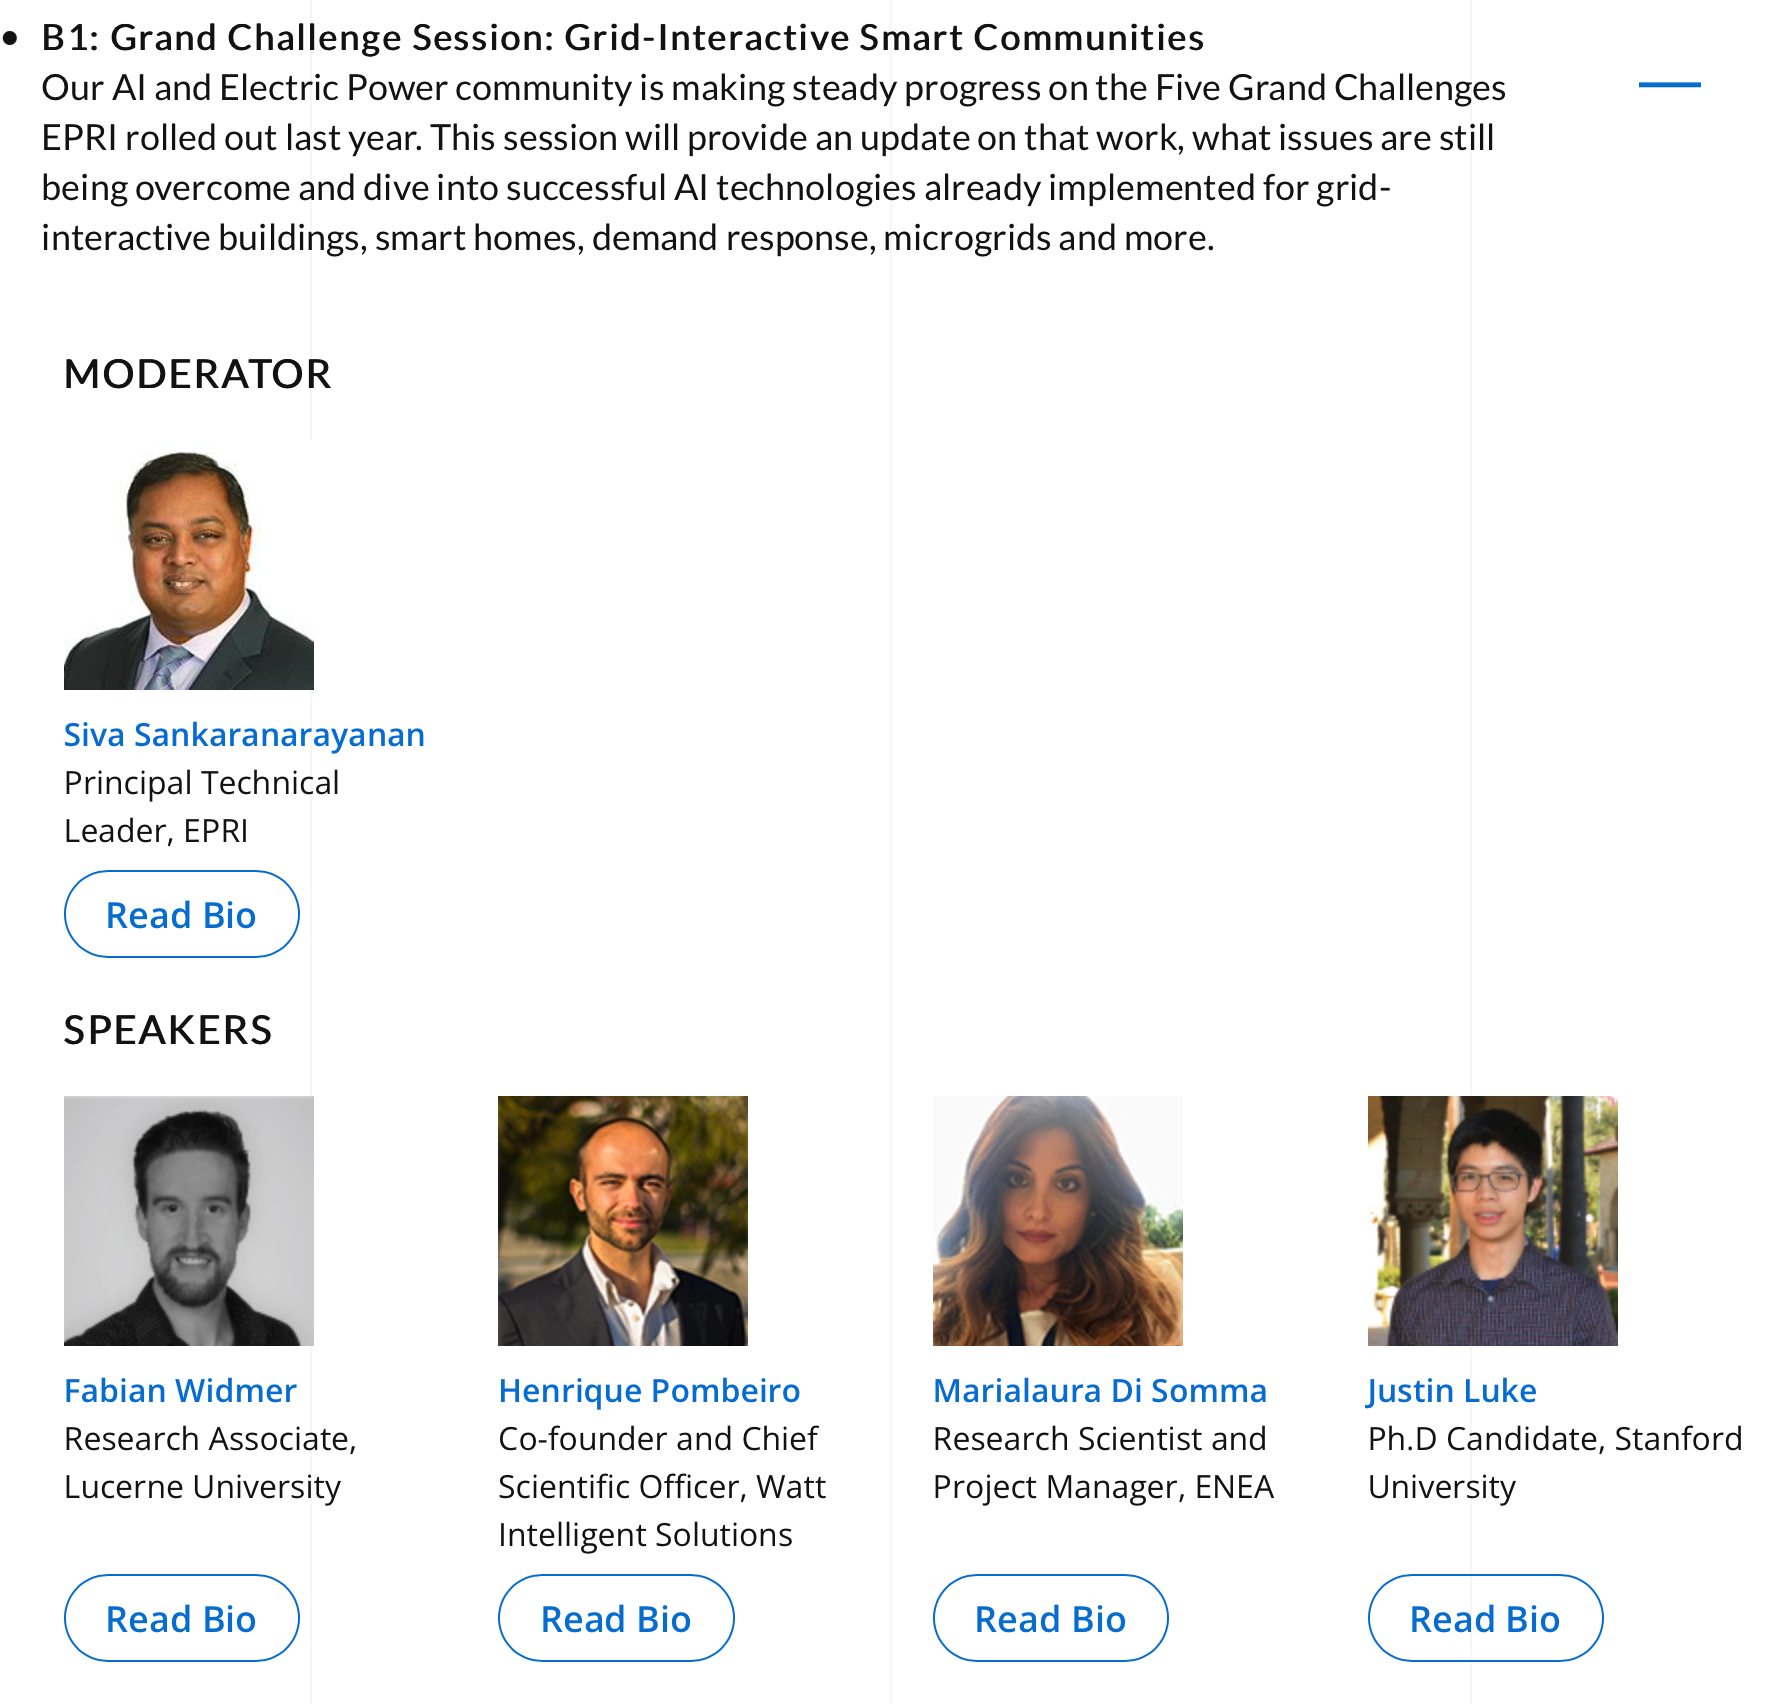 B1: Grand Challenge Session: Grid-Interactive Smart Communities
Our AI and Electric Power community is making steady progress on the Five Grand Challenges
EPRI rolled out last year. This session will provide an update on that work, what issues are still
being overcome and dive into successful AI technologies already implemented for grid-
interactive buildings, smart homes, demand response, microgrids and more.
MODERATOR
Siva Sankaranarayanan
Principal Technical
Leader, EPRI
Read Bio
SPEAKERS
Fabian Widmer
Research Associate,
Lucerne University
Read Bio
Henrique Pombeiro
Co-founder and Chief
Scientific Officer, Watt
Intelligent Solutions
Read Bio
Marialaura Di Somma
Research Scientist and
Project Manager, ENEA
Read Bio
Justin Luke
Ph.D Candidate, Stanford
University
Read Bio